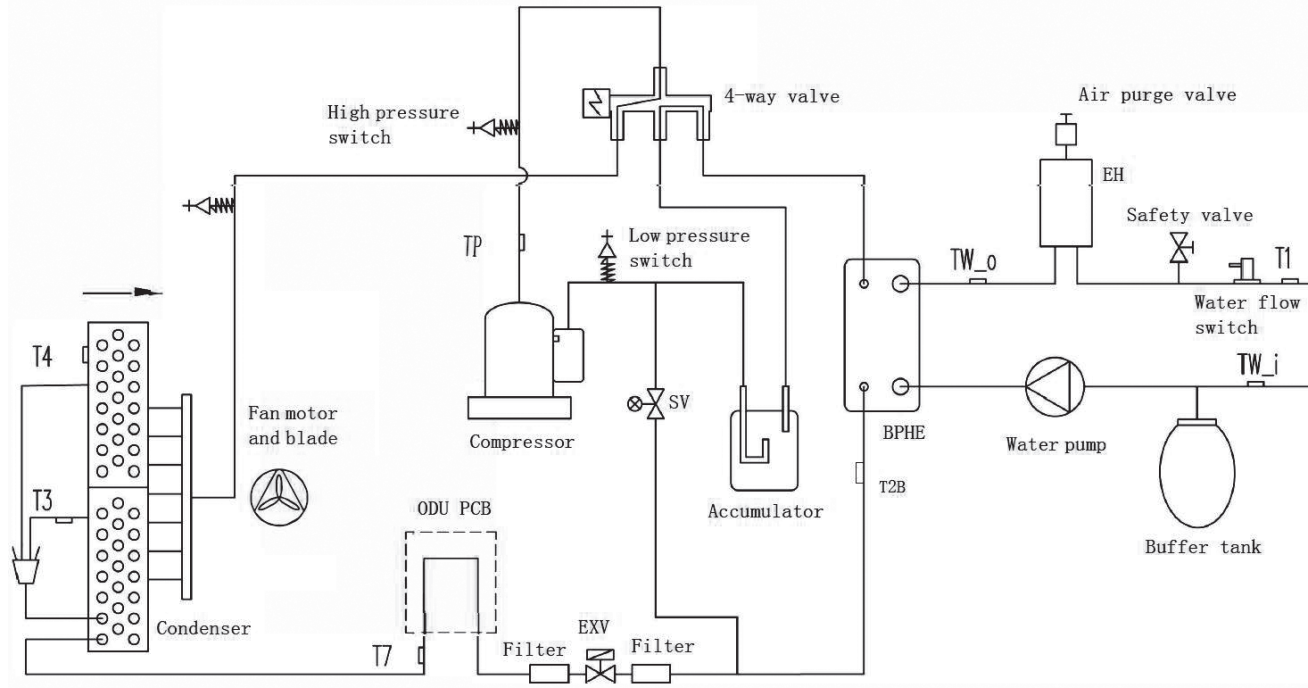 High pressure
switch
4-way valve
Air purge valve
EH
TP
Low pressure
switch
Safety valve
TW_o
T1
Water flow
switch
T4
Fan motor
and blade
SV
Compressor
TW_i
BPHE
Water pump
T3
ODU PCB
T2B
Accumulator
Buffer tank
Condenser
T7
Filter
EXV
Filter